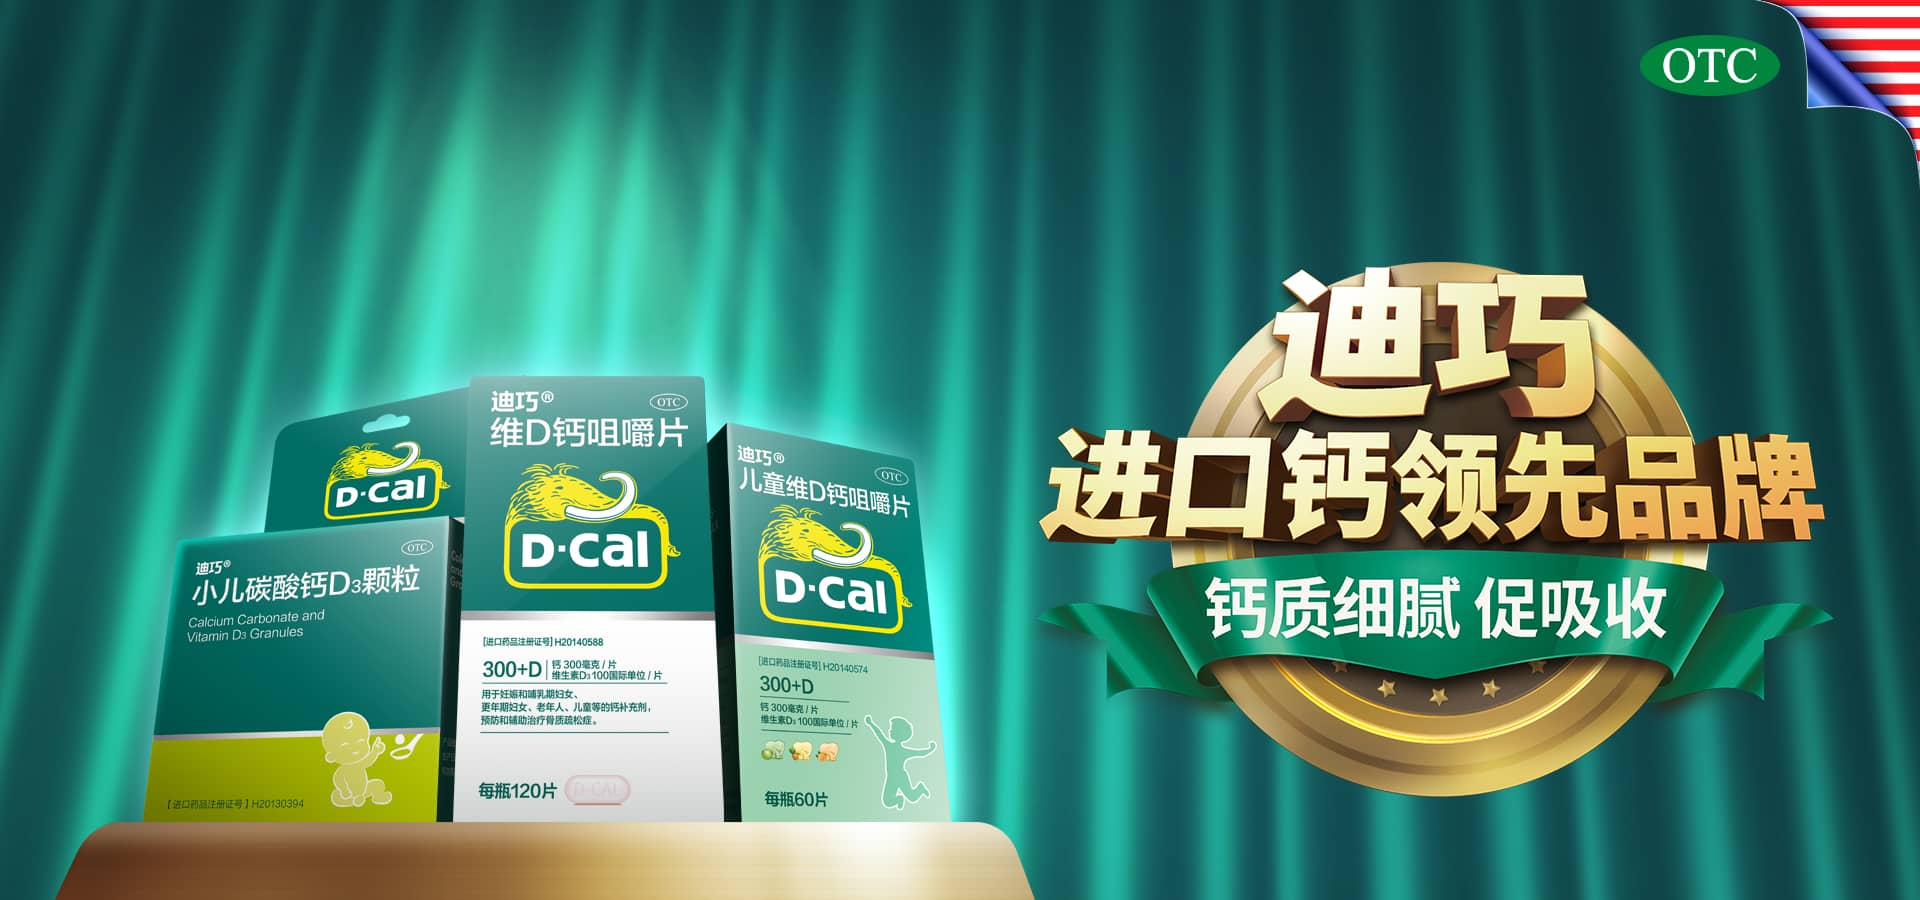 OTC
迪巧
进口钙领先品牌
钙质细腻 促吸收
D·Cal
迪巧®
OTC
小儿碳酸钙D₃颗粒
Calcium Carbonate and
Vitamin D₃ Granules
【进口药品注册证号】H20130394
迪巧®
OTC
维D钙咀嚼片
D·Cal
[进口药品注册证号] H20140588
300+D
钙 300毫克 / 片
维生素D₃ 100国际单位 / 片
用于妊娠和哺乳期妇女、
更年期妇女、老年人、儿童等的钙补充剂,
预防和辅助治疗骨质疏松症。
每瓶120片
D-CAL
迪巧®
OTC
儿童维D钙咀嚼片
D·Cal
[进口药品注册证号] H20140574
300+D
钙 300毫克 / 片
维生素D₃ 100国际单位 / 片
每瓶60片